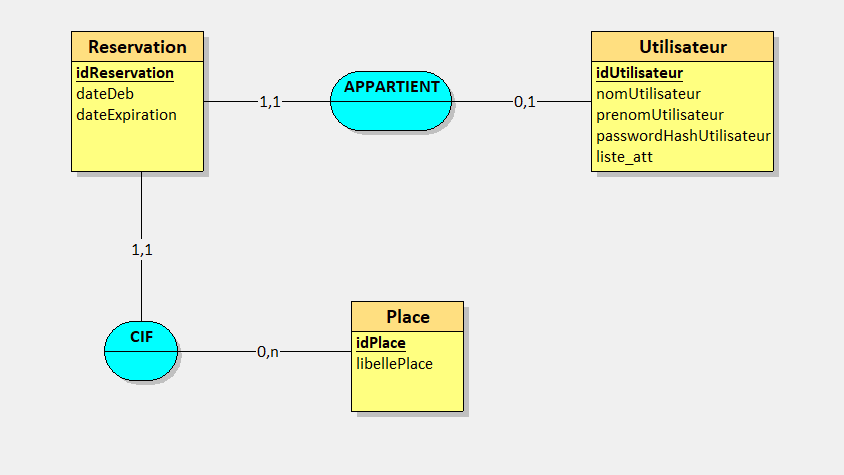 Reservation
idReservation
dateDeb
dateExpiration
1,1
APPARTIENT
0,1
Utilisateur
idUtilisateur
nomUtilisateur
prenomUtilisateur
passwordHashUtilisateur
liste_att
1,1
CIF
0,n
Place
idPlace
libellePlace